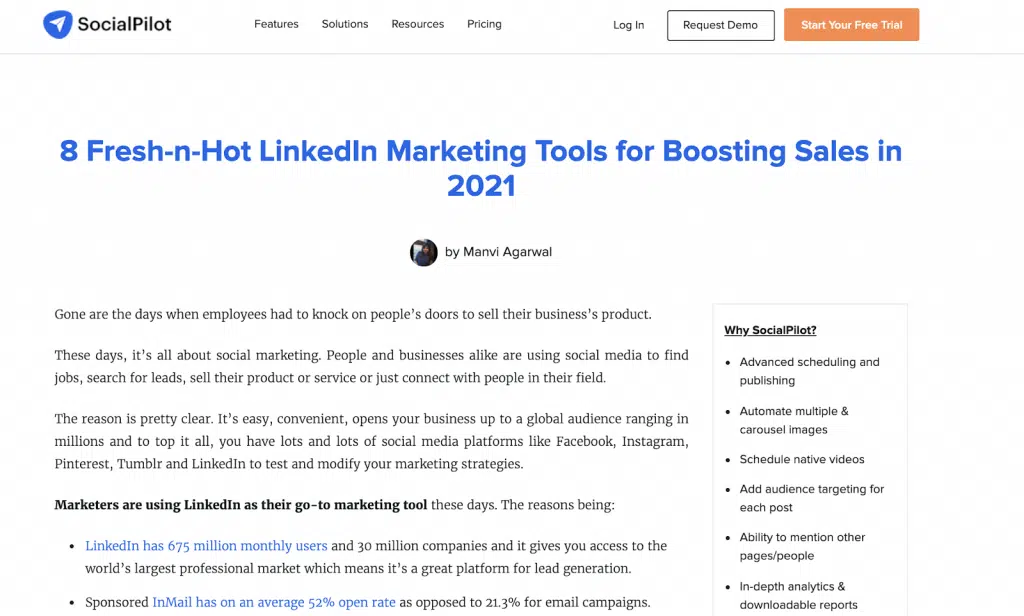 SocialPilot
Features Solutions Resources Pricing Log In Request Demo Start Your Free Trial
8 Fresh-n-Hot LinkedIn Marketing Tools for Boosting Sales in
2021
by Manvi Agarwal
Gone are the days when employees had to knock on people's doors to sell their business's product.
These days, it's all about social marketing. People and businesses alike are using social media to find
jobs, search for leads, sell their product or service or just connect with people in their field.
The reason is pretty clear. It's easy, convenient, opens your business up to a global audience ranging in
millions and to top it all, you have lots and lots of social media platforms like Facebook, Instagram,
Pinterest, Tumblr and LinkedIn to test and modify your marketing strategies.
Marketers are using LinkedIn as their go-to marketing tool these days. The reasons being:
• LinkedIn has 675 million monthly users and 30 million companies and it gives you access to the
world's largest professional market which means it's a great platform for lead generation.
• Sponsored InMail has on an average 52% open rate as opposed to 21.3% for email campaigns.
Why SocialPilot?
• Advanced scheduling and
publishing
• Automate multiple &
carousel images
• Schedule native videos
• Add audience targeting for
each post
• Ability to mention other
pages/people
• In-depth analytics &
downloadable reports